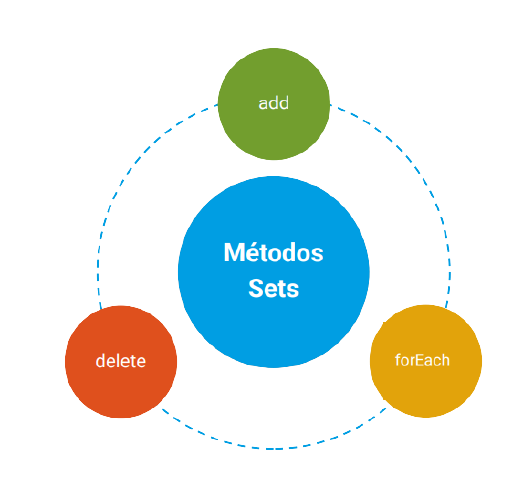 add
Métodos
Sets
delete
forEach